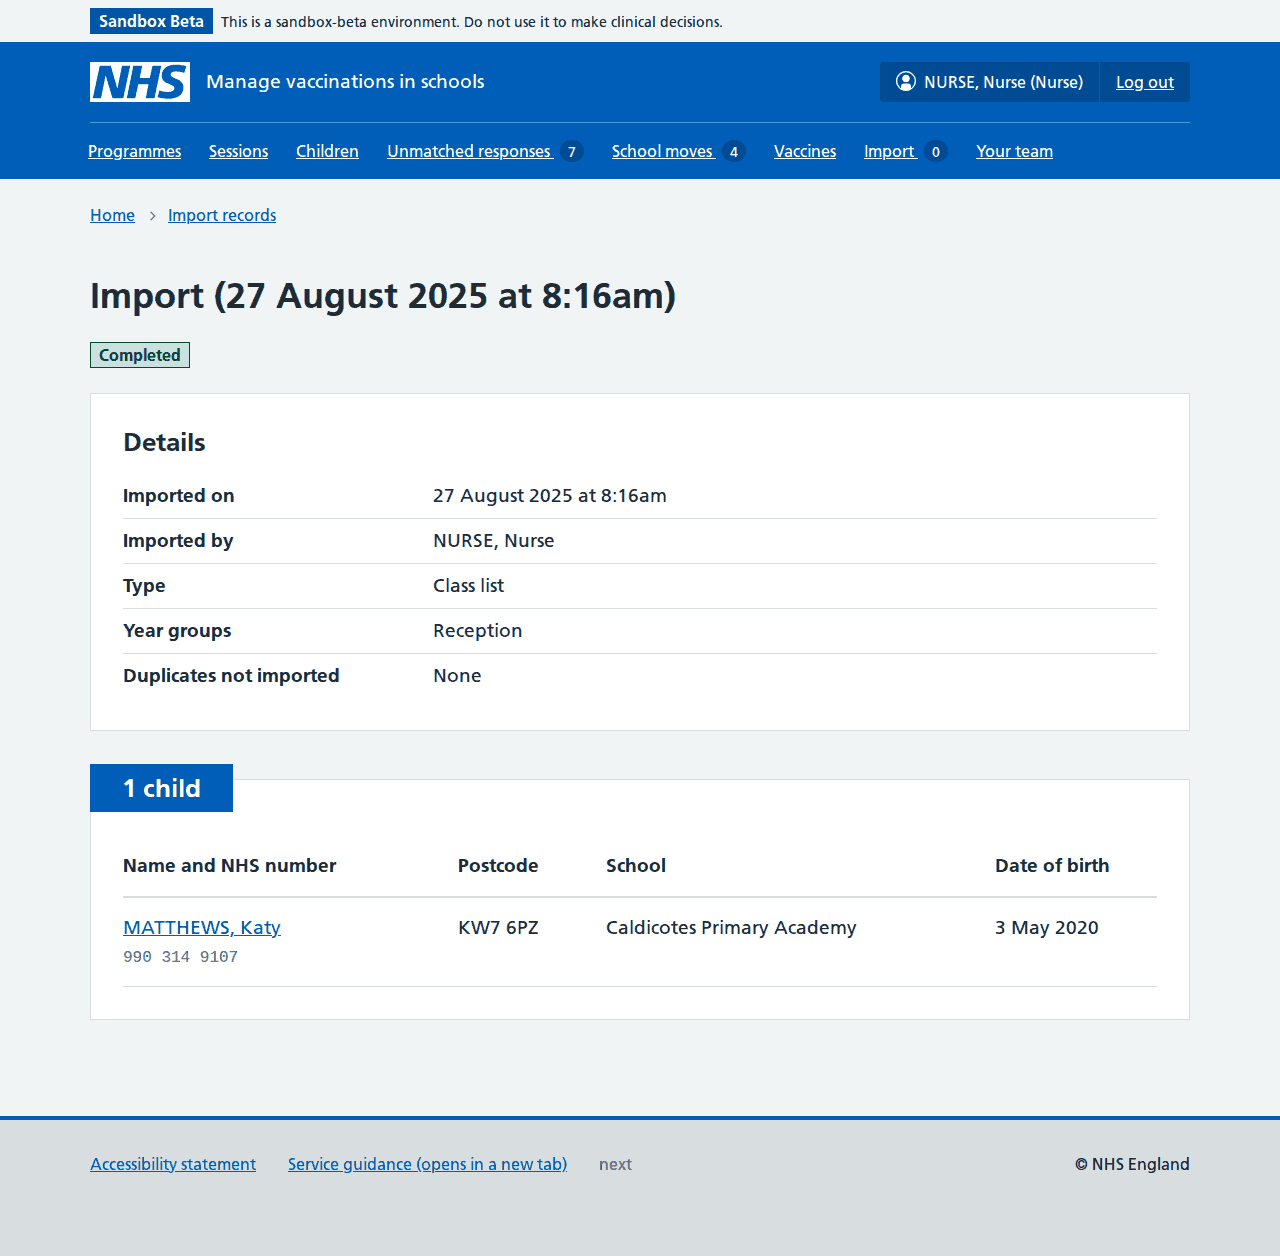 Sandbox Beta This is a sandbox-beta environment. Do not use it to make clinical decisions.
NHS Manage vaccinations in schools NURSE, Nurse (Nurse) Log out
Programmes Sessions Children Unmatched responses 7 School moves 4 Vaccines Import 0 Your team
Home Import records
Import (27 August 2025 at 8:16am)
Completed
Details
Imported on 27 August 2025 at 8:16am
Imported by NURSE, Nurse
Type Class list
Year groups Reception
Duplicates not imported None
1 child
Name and NHS number Postcode School Date of birth
MATTHEWS, Katy KW7 6PZ Caldicotes Primary Academy 3 May 2020
990 314 9107
Accessibility statement Service guidance (opens in a new tab) next © NHS England